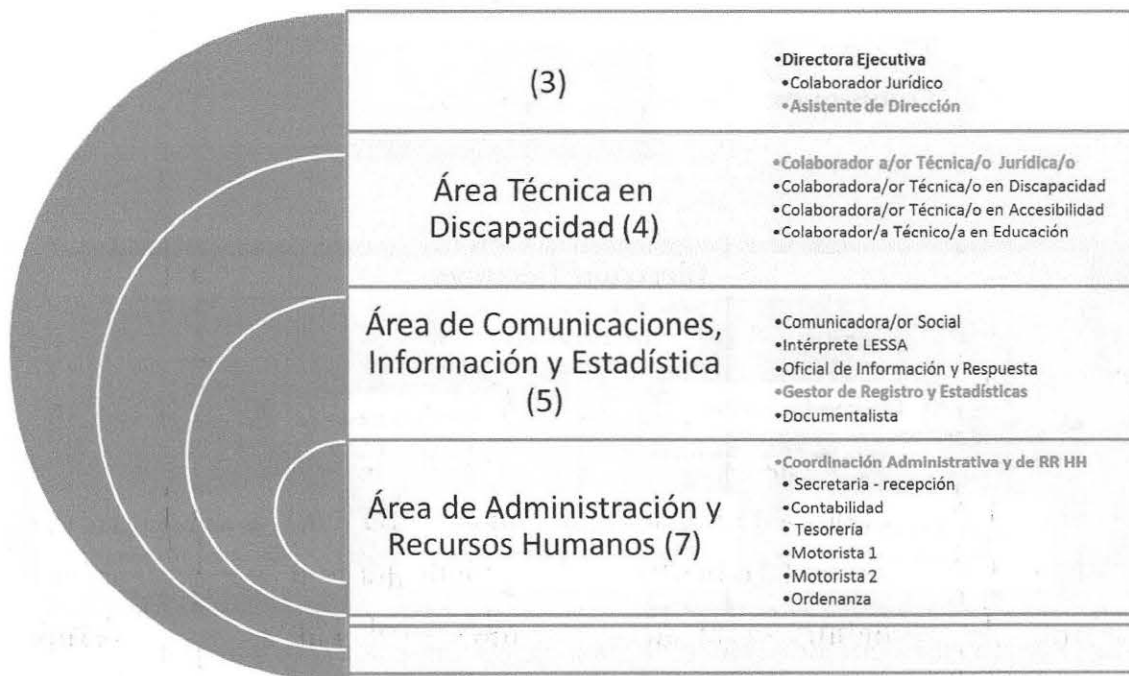 (3)
•Directora Ejecutiva
•Colaborador Jurídico
•Asistente de Dirección
Área Técnica en
Discapacidad (4)
•Colaborador a/or Técnica/o Jurídica/o
•Colaboradora/or Técnica/o en Discapacidad
•Colaboradora/or Técnica/o en Accesibilidad
•Colaborador/a Técnico/a en Educación
Área de Comunicaciones,
Información y Estadística
(5)
•Comunicadora/or Social
•Intérprete LESSA
•Oficial de Información y Respuesta
•Gestor de Registro y Estadísticas
•Documentalista
Área de Administración y
Recursos Humanos (7)
•Coordinación Administrativa y de RR HH
•Secretaria - recepción
•Contabilidad
•Tesorería
•Motorista 1
•Motorista 2
•Ordenanza